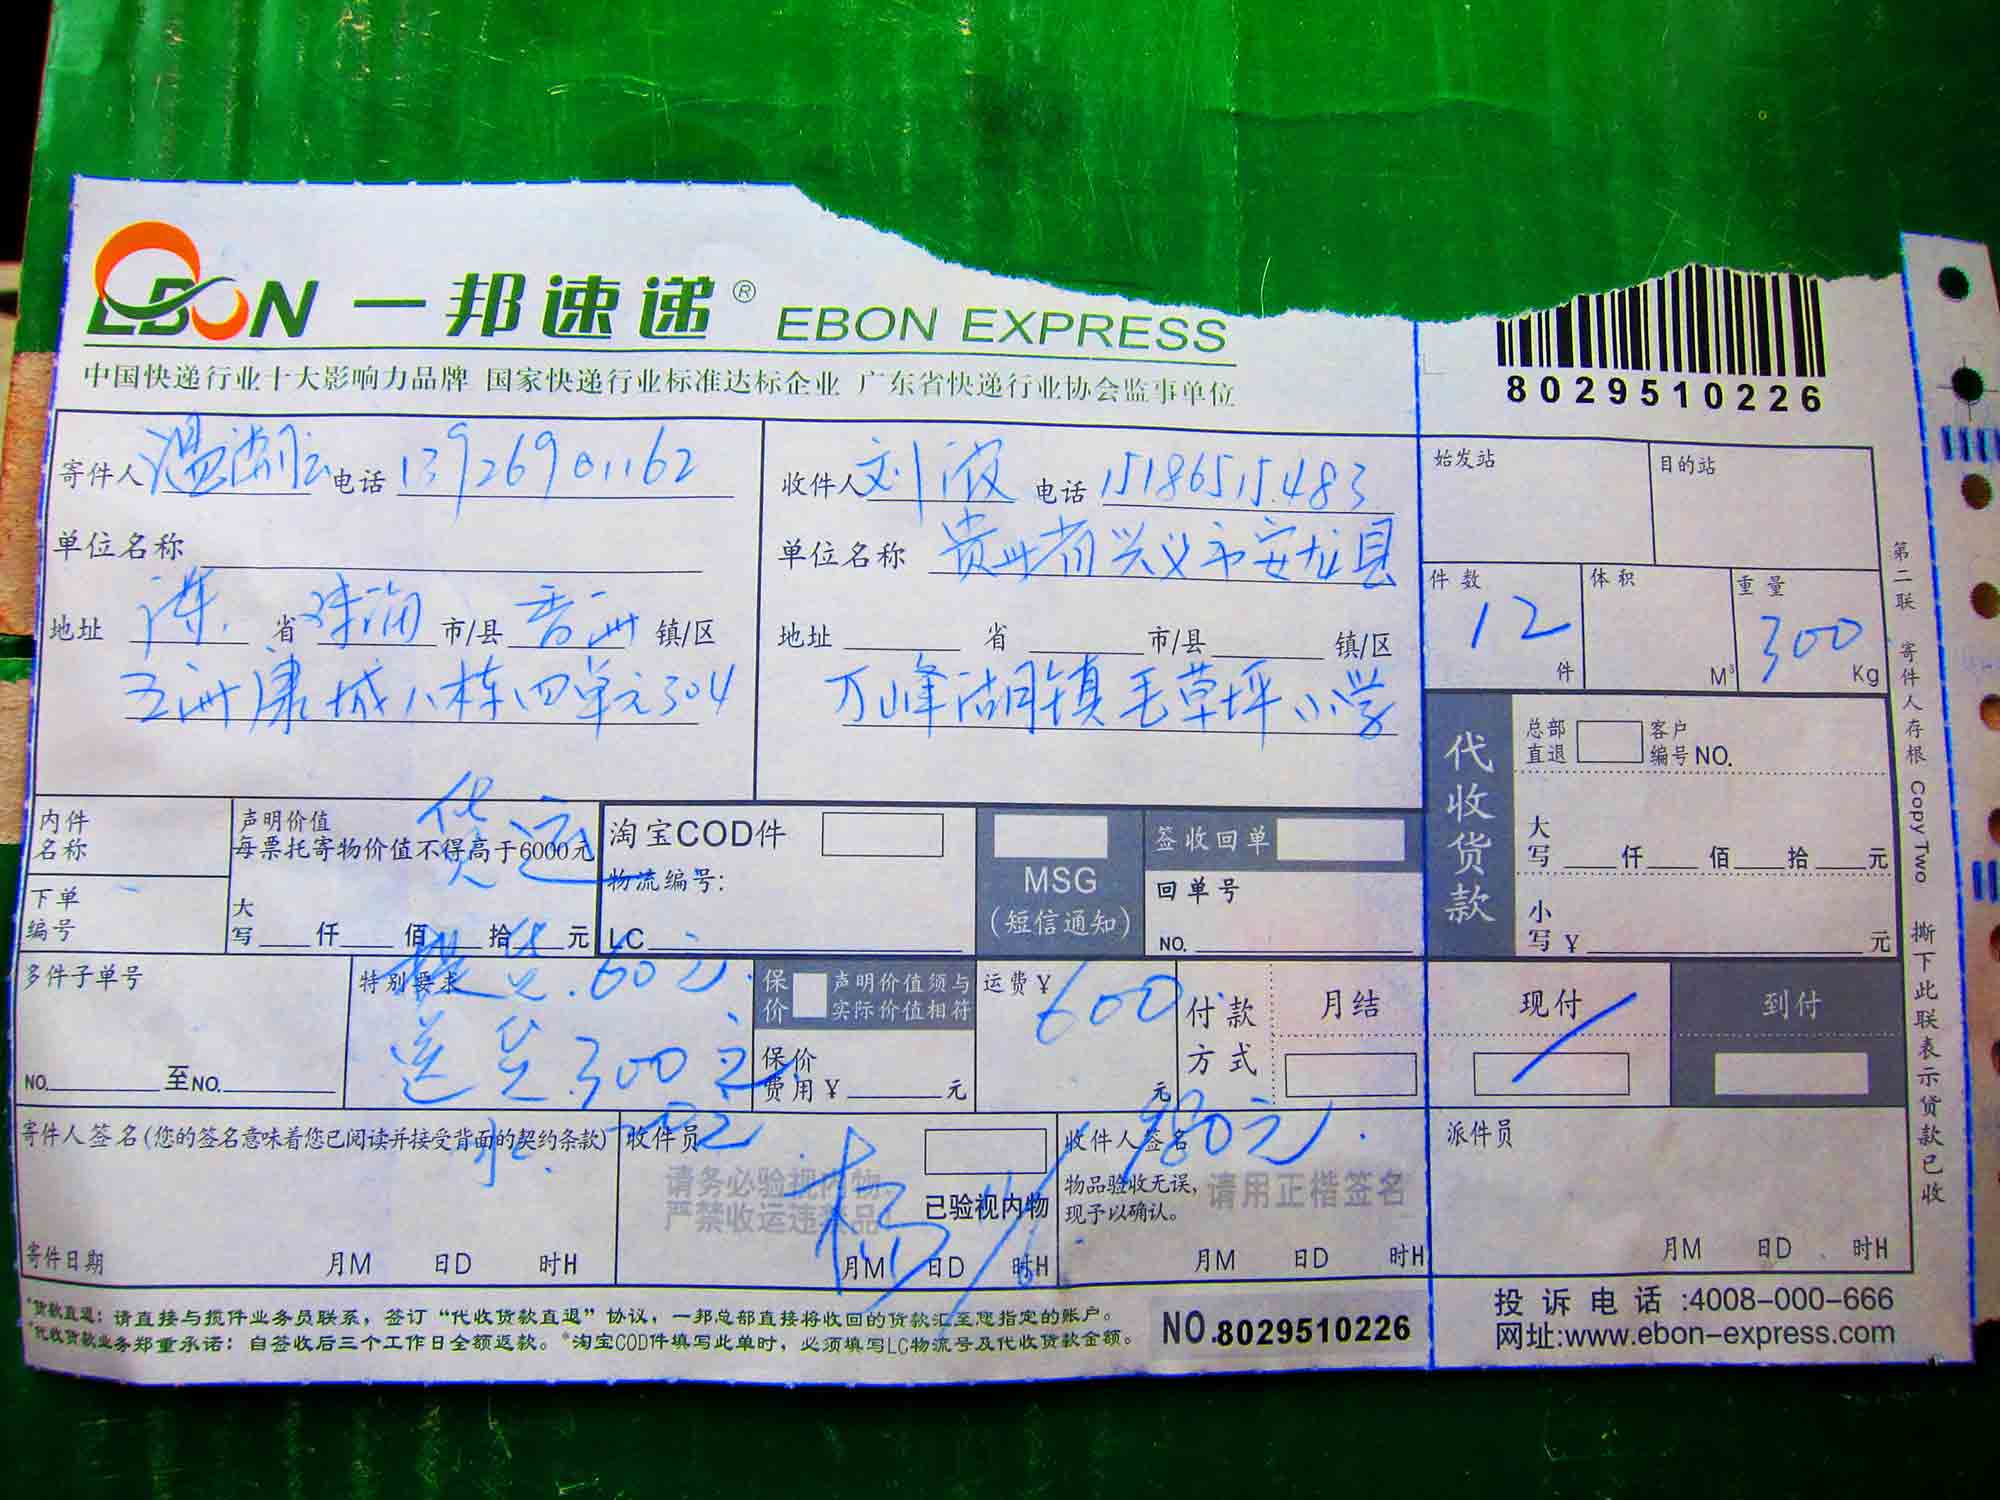 EBON 一邦速递® EBON EXPRESS
中国快递行业十大影响力品牌 国家快递行业标准达标企业 广东省快递行业协会监事单位
8029510226
寄件人 温 电话 13926901162
收件人 刘波 电话 15186515483
始发站 目的站
单位名称
单位名称 贵州省兴义市安龙县
地址 省 珠海 市/县 香洲 镇/区
地址 省 市/县 镇/区
件数 12 件 体积 M³ 重量 300 Kg
五洲康城八栋四单元304
万峰湖镇毛草坪小学
代收货款
总部直退 客户编号NO.
大写 仟 佰 拾 元
小写 ¥ 元
内件名称
声明价值 货运
每票托寄物价值不得高于6000元
大写 仟 佰 拾 元
下单编号
淘宝COD件
物流编号:
LC
MSG
(短信通知)
签收回单
回单号
NO.
多件子单号
NO. 至NO.
特别要求
提货.60元.
送货.300元
保价 声明价值须与实际价值相符
保价费用 ¥ 元
运费 ¥ 600 元
付款方式 月结 现付 到付
寄件人签名(您的签名意味着您已阅读并接受背面的契约条款)
寄件日期 月M 日D 时H
收件员
请务必验视内物,
严禁收运违禁品
已验视内物
杨
月M 日D 时H
收件人签名 980元.
物品验收无误,
现予以确认。
请用正楷签名
月M 日D 时H
派件员
月M 日D 时H
*货款直退: 请直接与揽件业务员联系, 签订“代收货款直退”协议, 一邦总部直接将收回的货款汇至您指定的账户。
*代收货款业务郑重承诺: 自签收后三个工作日全额返款。 *淘宝COD件填写此单时, 必须填写LC物流号及代收货款金额。
NO.8029510226
投诉电话:4008-000-666
网址:www.ebon-express.com
第二联 寄件人存根 Copy Two 撕下此联表示货款已收